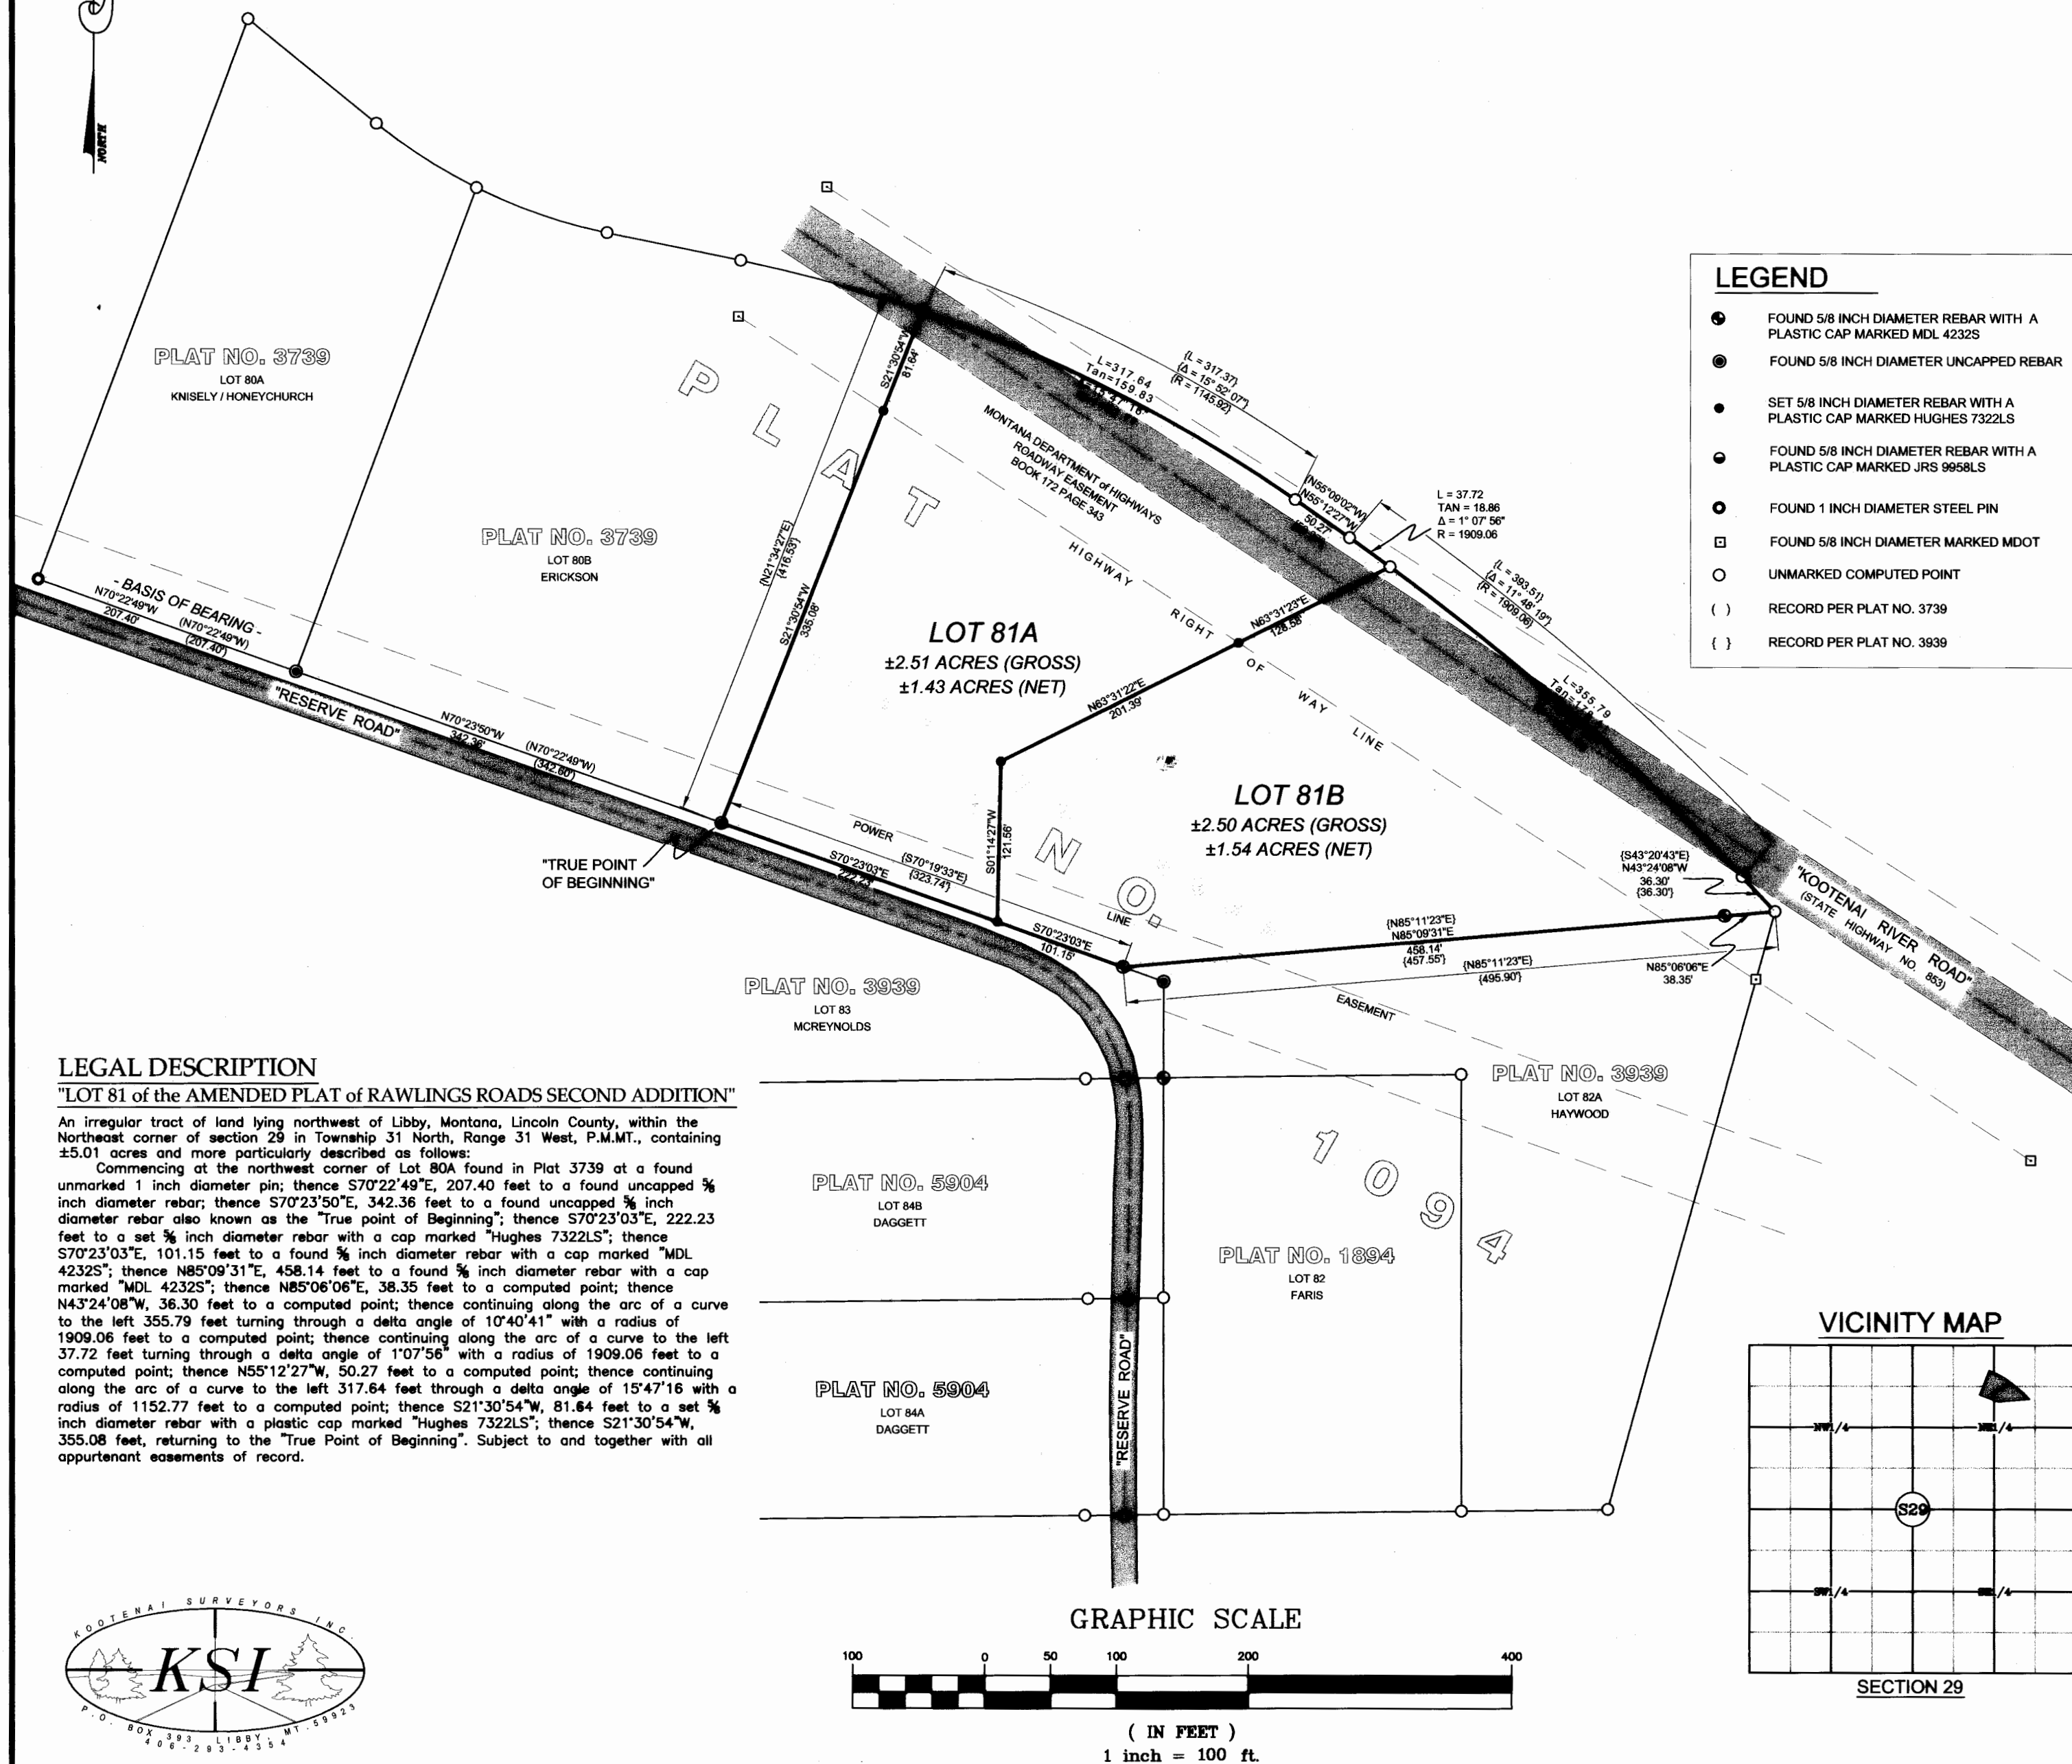 NORTH
PLAT NO. 3739
LOT 80A
KNISELY / HONEYCHURCH
PLAT NO. 3739
LOT 80B
ERICKSON
- BASIS OF BEARING -
N70°22'49"W
207.40'
(N70°22'49"W)
(207.40')
"RESERVE ROAD"
N70°23'50"W
342.36'
(N70°22'49"W)
(342.60')
{N21°34'27"E}
{416.53'}
S21°30'54"W
335.08'
S21°30'54"W
81.64'
P L A T
N O.
1 0 9 4
L=317.64
Tan=159.83
{L = 317.37}
{Δ = 15° 52' 07"}
{R = 1145.92}
MONTANA DEPARTMENT of HIGHWAYS
ROADWAY EASEMENT
BOOK 172 PAGE 343
HIGHWAY RIGHT OF WAY LINE
{N55°09'02"W}
N55°12'27"W
50.27'
L = 37.72
TAN = 18.86
Δ = 1° 07' 56"
R = 1909.06
{L = 393.51}
{Δ = 11° 48' 19"}
{R = 1909.06}
N63°31'23"E
128.58'
N63°31'22"E
201.39'
L=355.79
LOT 81A
±2.51 ACRES (GROSS)
±1.43 ACRES (NET)
LOT 81B
±2.50 ACRES (GROSS)
±1.54 ACRES (NET)
S01°14'27"W
121.56'
POWER LINE EASEMENT
"TRUE POINT
OF BEGINNING"
S70°23'03"E
222.23'
{S70°19'33"E}
{323.74'}
S70°23'03"E
101.15'
{S43°20'43"E}
N43°24'08"W
36.30'
{36.30'}
{N85°11'23"E}
N85°09'31"E
458.14'
{457.55'}
{N85°11'23"E}
{495.90'}
N85°06'06"E
38.35'
"KOOTENAI RIVER ROAD"
(STATE HIGHWAY NO. 853)
PLAT NO. 3939
LOT 83
MCREYNOLDS
PLAT NO. 3939
LOT 82A
HAYWOOD
PLAT NO. 5904
LOT 84B
DAGGETT
PLAT NO. 1894
LOT 82
FARIS
PLAT NO. 5904
LOT 84A
DAGGETT
"RESERVE ROAD"
LEGEND
FOUND 5/8 INCH DIAMETER REBAR WITH A
PLASTIC CAP MARKED MDL 4232S
FOUND 5/8 INCH DIAMETER UNCAPPED REBAR
SET 5/8 INCH DIAMETER REBAR WITH A
PLASTIC CAP MARKED HUGHES 7322LS
FOUND 5/8 INCH DIAMETER REBAR WITH A
PLASTIC CAP MARKED JRS 9958LS
FOUND 1 INCH DIAMETER STEEL PIN
FOUND 5/8 INCH DIAMETER MARKED MDOT
UNMARKED COMPUTED POINT
( ) RECORD PER PLAT NO. 3739
{ } RECORD PER PLAT NO. 3939
LEGAL DESCRIPTION
"LOT 81 of the AMENDED PLAT of RAWLINGS ROADS SECOND ADDITION"
An irregular tract of land lying northwest of Libby, Montana, Lincoln County, within the
Northeast corner of section 29 in Township 31 North, Range 31 West, P.M.MT., containing
±5.01 acres and more particularly described as follows:
Commencing at the northwest corner of Lot 80A found in Plat 3739 at a found
unmarked 1 inch diameter pin; thence S70°22'49"E, 207.40 feet to a found uncapped ⅝
inch diameter rebar; thence S70°23'50"E, 342.36 feet to a found uncapped ⅝ inch
diameter rebar also known as the "True point of Beginning"; thence S70°23'03"E, 222.23
feet to a set ⅝ inch diameter rebar with a cap marked "Hughes 7322LS"; thence
S70°23'03"E, 101.15 feet to a found ⅝ inch diameter rebar with a cap marked "MDL
4232S"; thence N85°09'31"E, 458.14 feet to a found ⅝ inch diameter rebar with a cap
marked "MDL 4232S"; thence N85°06'06"E, 38.35 feet to a computed point; thence
N43°24'08"W, 36.30 feet to a computed point; thence continuing along the arc of a curve
to the left 355.79 feet turning through a delta angle of 10°40'41" with a radius of
1909.06 feet to a computed point; thence continuing along the arc of a curve to the left
37.72 feet turning through a delta angle of 1°07'56" with a radius of 1909.06 feet to a
computed point; thence N55°12'27"W, 50.27 feet to a computed point; thence continuing
along the arc of a curve to the left 317.64 feet through a delta angle of 15°47'16 with a
radius of 1152.77 feet to a computed point; thence S21°30'54"W, 81.64 feet to a set ⅝
inch diameter rebar with a plastic cap marked "Hughes 7322LS"; thence S21°30'54"W,
355.08 feet, returning to the "True Point of Beginning". Subject to and together with all
appurtenant easements of record.
KOOTENAI SURVEYORS INC.
KSI
P.O. BOX 393 LIBBY, MT. 59923
406-293-4354
GRAPHIC SCALE
100 0 50 100 200 400
( IN FEET )
1 inch = 100 ft.
VICINITY MAP
NW1/4
NE1/4
S29
SW1/4
SE1/4
SECTION 29